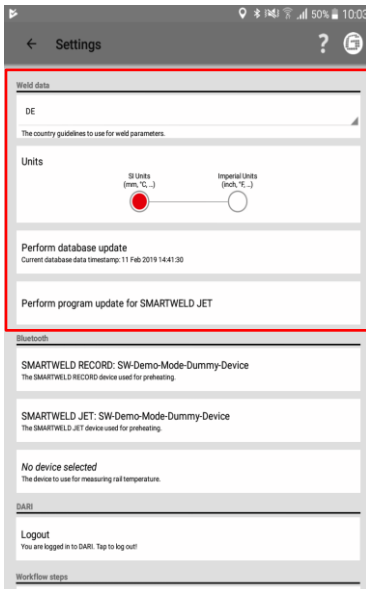 50% 10:03
Settings ?
Weld data
DE
The country guidelines to use for weld parameters.
Units
SI Units Imperial Units
(mm, °C, ...) (inch, °F, ...)
Perform database update
Current database data timestamp: 11 Feb 2019 14:41:30
Perform program update for SMARTWELD JET
Bluetooth
SMARTWELD RECORD: SW-Demo-Mode-Dummy-Device
The SMARTWELD RECORD device used for preheating.
SMARTWELD JET: SW-Demo-Mode-Dummy-Device
The SMARTWELD JET device used for preheating.
No device selected
The device to use for measuring rail temperature.
DARI
Logout
You are logged in to DARI. Tap to log out!
Workflow steps